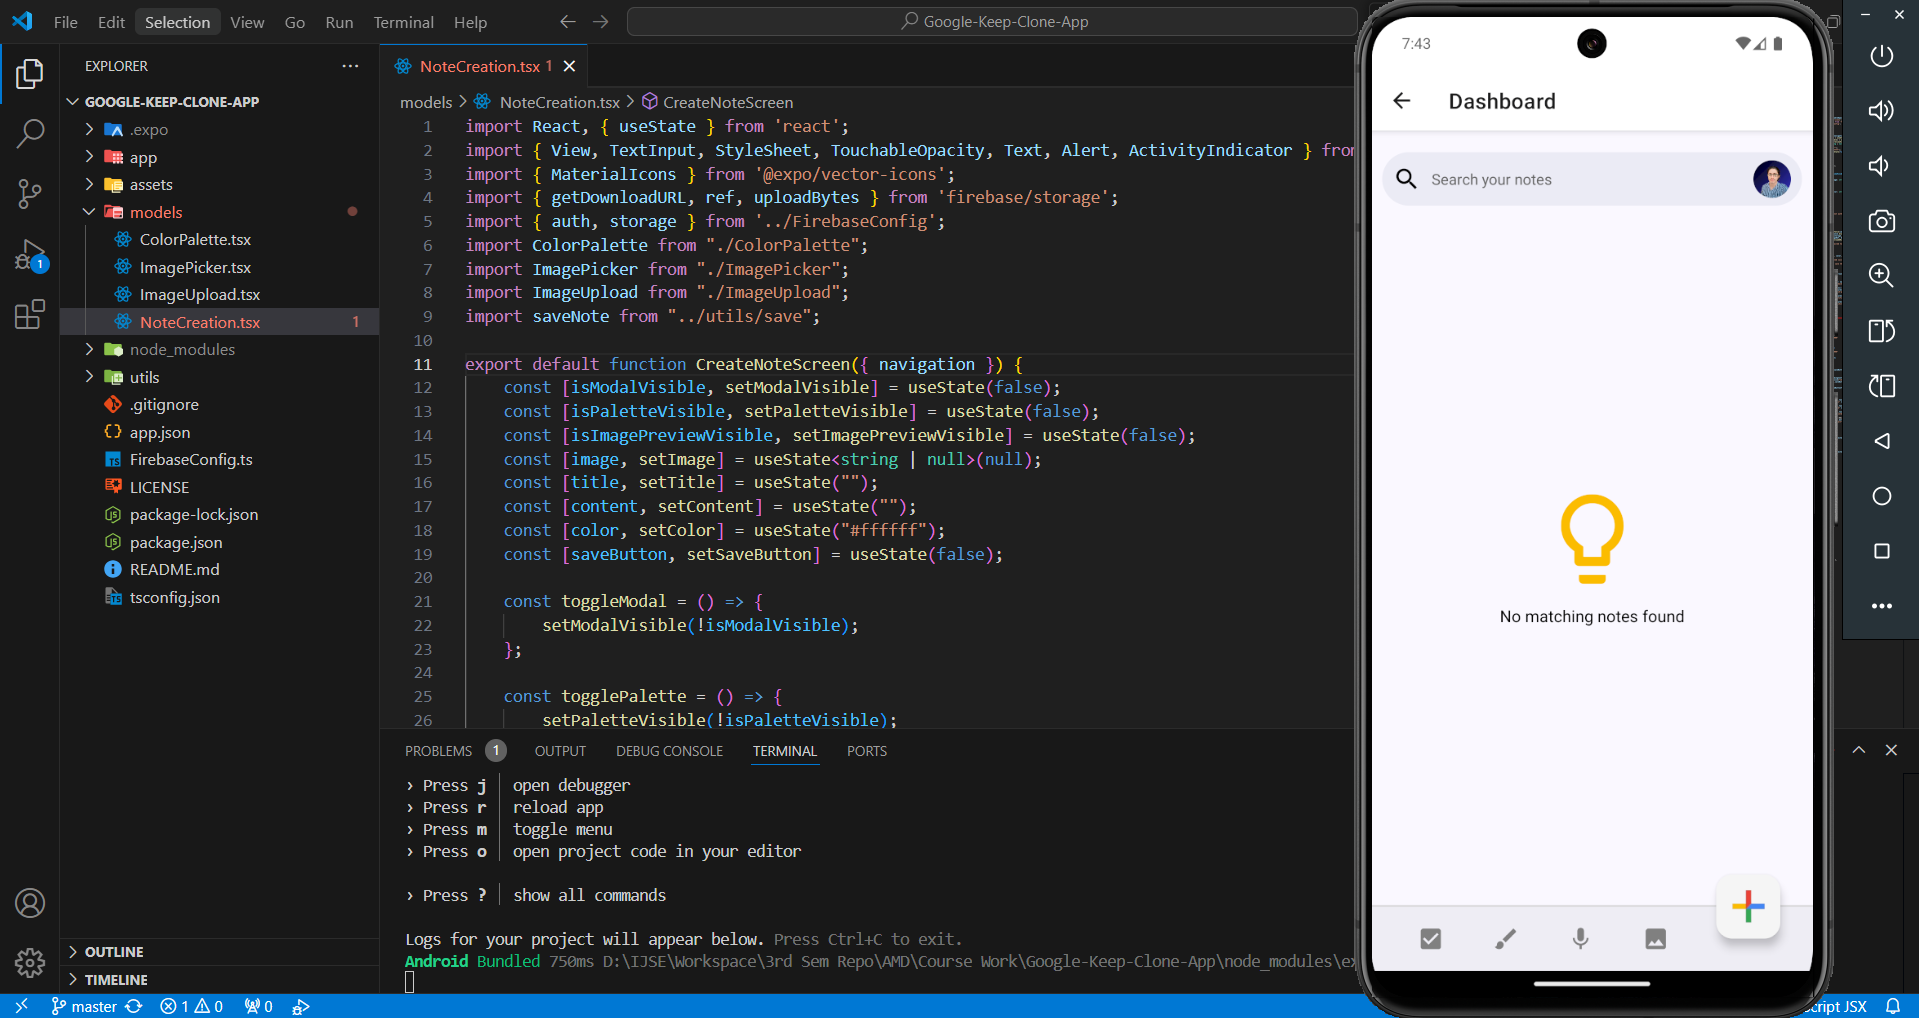 File Edit Selection View Go Run Terminal Help
Google-Keep-Clone-App
EXPLORER
GOOGLE-KEEP-CLONE-APP
.expo
app
assets
models
ColorPalette.tsx
ImagePicker.tsx
ImageUpload.tsx
NoteCreation.tsx 1
node_modules
utils
.gitignore
app.json
FirebaseConfig.ts
LICENSE
package-lock.json
package.json
README.md
tsconfig.json
OUTLINE
TIMELINE
1
NoteCreation.tsx 1
models NoteCreation.tsx CreateNoteScreen
1 import React, { useState } from 'react';
2 import { View, TextInput, StyleSheet, TouchableOpacity, Text, Alert, ActivityIndicator } from
3 import { MaterialIcons } from '@expo/vector-icons';
4 import { getDownloadURL, ref, uploadBytes } from 'firebase/storage';
5 import { auth, storage } from '../FirebaseConfig';
6 import ColorPalette from "./ColorPalette";
7 import ImagePicker from "./ImagePicker";
8 import ImageUpload from "./ImageUpload";
9 import saveNote from "../utils/save";
10
11 export default function CreateNoteScreen({ navigation }) {
12 const [isModalVisible, setModalVisible] = useState(false);
13 const [isPaletteVisible, setPaletteVisible] = useState(false);
14 const [isImagePreviewVisible, setImagePreviewVisible] = useState(false);
15 const [image, setImage] = useState<string | null>(null);
16 const [title, setTitle] = useState("");
17 const [content, setContent] = useState("");
18 const [color, setColor] = useState("#ffffff");
19 const [saveButton, setSaveButton] = useState(false);
20
21 const toggleModal = () => {
22 setModalVisible(!isModalVisible);
23 };
24
25 const togglePalette = () => {
26 setPaletteVisible(!isPaletteVisible);
PROBLEMS 1 OUTPUT DEBUG CONSOLE TERMINAL PORTS
› Press j │ open debugger
› Press r │ reload app
› Press m │ toggle menu
› Press o │ open project code in your editor
› Press ? │ show all commands
Logs for your project will appear below. Press Ctrl+C to exit.
Android Bundled 750ms D:\IJSE\Workspace\3rd Sem Repo\AMD\Course Work\Google-Keep-Clone-App\node_modules\ex
master 1 0 0
cript JSX
7:43
Dashboard
Search your notes
No matching notes found